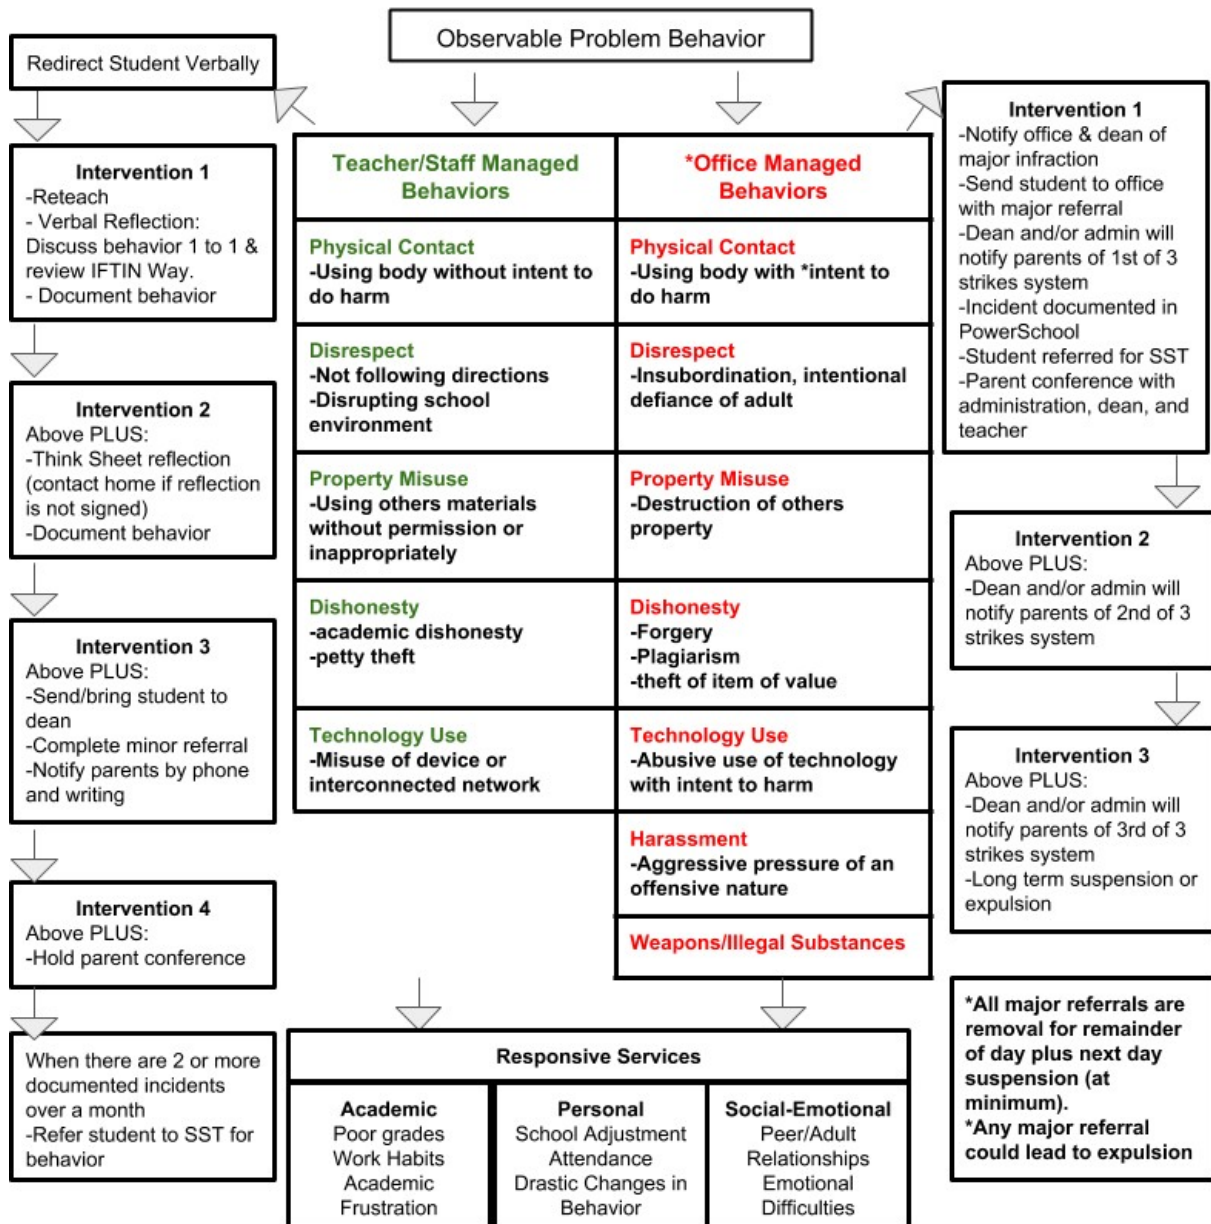 Observable Problem Behavior
Redirect Student Verbally
Intervention 1
-Reteach
- Verbal Reflection:
Discuss behavior 1 to 1 &
review IFTIN Way.
- Document behavior
Intervention 2
Above PLUS:
-Think Sheet reflection
(contact home if reflection
is not signed)
-Document behavior
Intervention 3
Above PLUS:
-Send/bring student to
dean
-Complete minor referral
-Notify parents by phone
and writing
Intervention 4
Above PLUS:
-Hold parent conference
When there are 2 or more
documented incidents
over a month
-Refer student to SST for
behavior
Teacher/Staff Managed
Behaviors
Physical Contact
-Using body without intent to
do harm
Disrespect
-Not following directions
-Disrupting school
environment
Property Misuse
-Using others materials
without permission or
inappropriately
Dishonesty
-academic dishonesty
-petty theft
Technology Use
-Misuse of device or
interconnected network
*Office Managed
Behaviors
Physical Contact
-Using body with *intent to
do harm
Disrespect
-Insubordination, intentional
defiance of adult
Property Misuse
-Destruction of others
property
Dishonesty
-Forgery
-Plagiarism
-theft of item of value
Technology Use
-Abusive use of technology
with intent to harm
Harassment
-Aggressive pressure of an
offensive nature
Weapons/Illegal Substances
Intervention 1
-Notify office & dean of
major infraction
-Send student to office
with major referral
-Dean and/or admin will
notify parents of 1st of 3
strikes system
-Incident documented in
PowerSchool
-Student referred for SST
-Parent conference with
administration, dean, and
teacher
Intervention 2
Above PLUS:
-Dean and/or admin will
notify parents of 2nd of 3
strikes system
Intervention 3
Above PLUS:
-Dean and/or admin will
notify parents of 3rd of 3
strikes system
-Long term suspension or
expulsion
*All major referrals are
removal for remainder
of day plus next day
suspension (at
minimum).
*Any major referral
could lead to expulsion
Responsive Services
Academic
Poor grades
Work Habits
Academic
Frustration
Personal
School Adjustment
Attendance
Drastic Changes in
Behavior
Social-Emotional
Peer/Adult
Relationships
Emotional
Difficulties